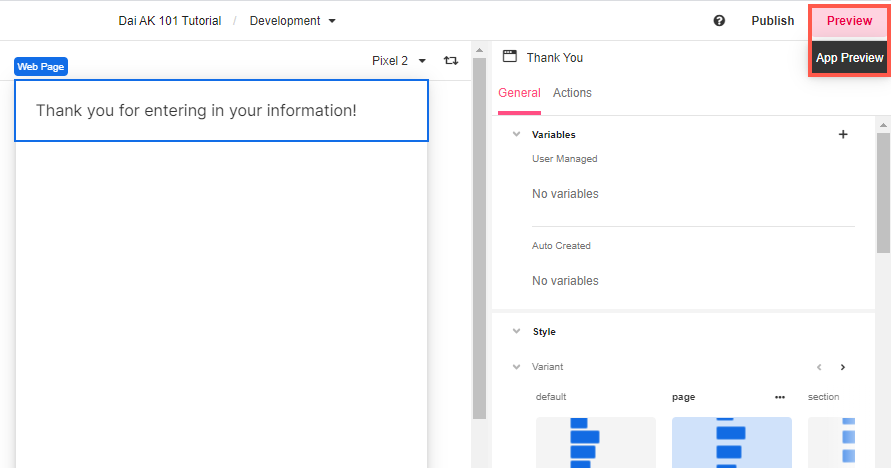 Dai AK 101 Tutorial / Development
Publish
Preview
App Preview
Web Page
Pixel 2
Thank you for entering in your information!
Thank You
General Actions
Variables
User Managed
No variables
Auto Created
No variables
Style
Variant
default page section